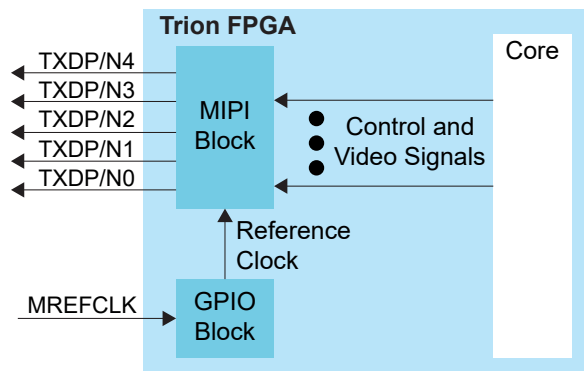 Trion FPGA
Core
TXDP/N4
TXDP/N3
TXDP/N2
TXDP/N1
TXDP/N0
MIPI
Block
Control and
Video Signals
Reference
Clock
MREFCLK
GPIO
Block